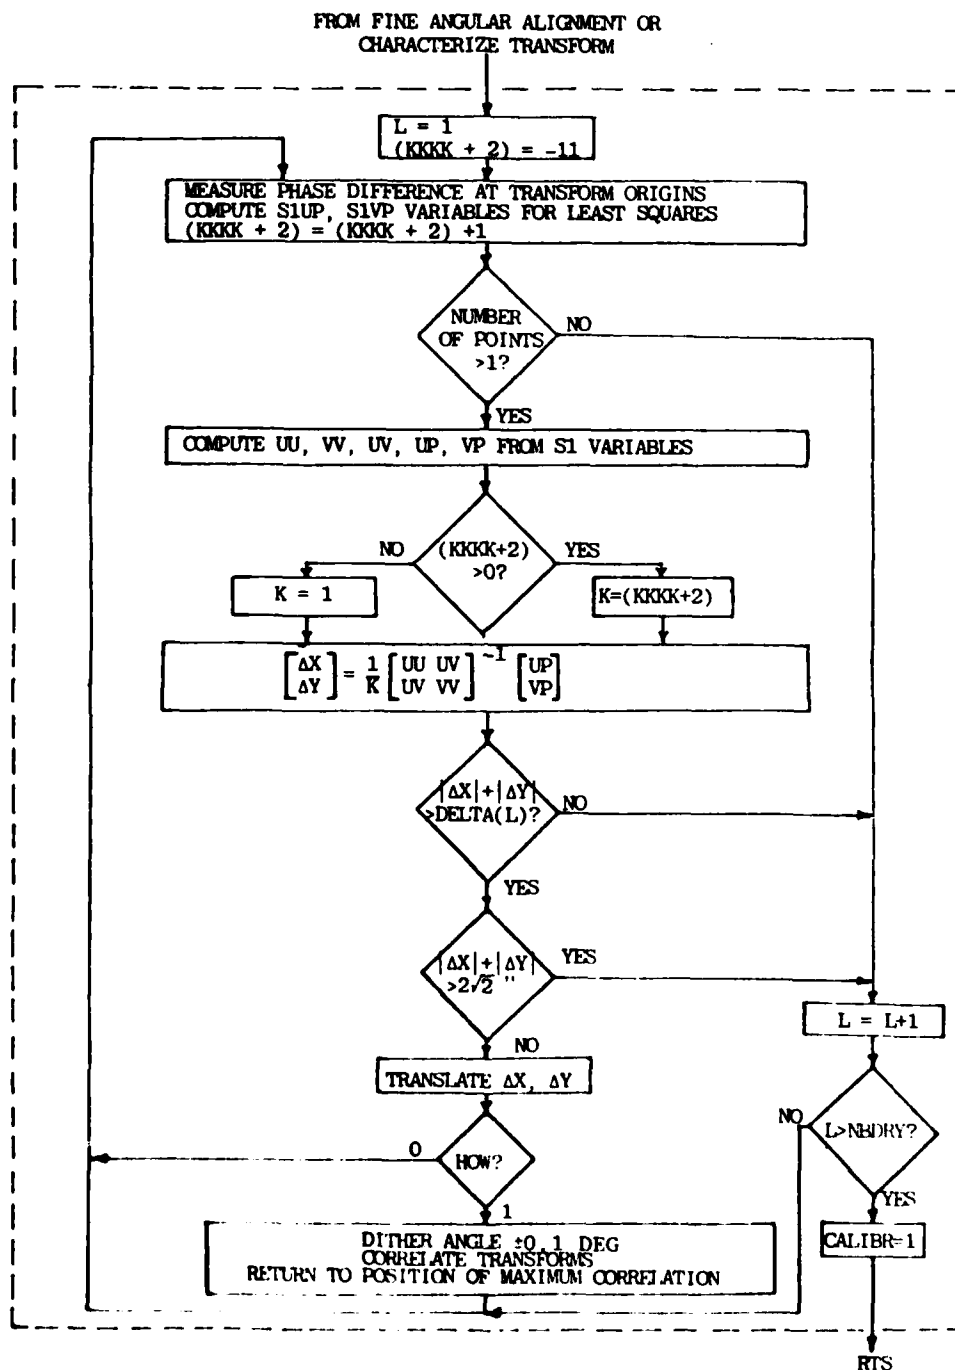 FROM FINE ANGULAR ALIGNMENT OR
CHARACTERIZE TRANSFORM
L = 1
(KKKK + 2) = -11
MEASURE PHASE DIFFERENCE AT TRANSFORM ORIGINS
COMPUTE S1UP, S1VP VARIABLES FOR LEAST SQUARES
(KKKK + 2) = (KKKK + 2) +1
NUMBER
OF POINTS
>1?
NO
YES
COMPUTE UU, VV, UV, UP, VP FROM S1 VARIABLES
(KKKK+2)
>0?
NO
YES
K = 1
K=(KKKK+2)
[ΔX ΔY] = 1/K [UU UV UV VV]^-1 [UP VP]
|ΔX|+|ΔY|
>DELTA(L)?
NO
YES
|ΔX|+|ΔY|
>2√2 "
YES
NO
L = L+1
TRANSLATE ΔX, ΔY
HOW?
0
1
L>NBDRY?
NO
YES
CALIBR=1
DITHER ANGLE ±0.1 DEG
CORRELATE TRANSFORMS
RETURN TO POSITION OF MAXIMUM CORRELATION
RTS